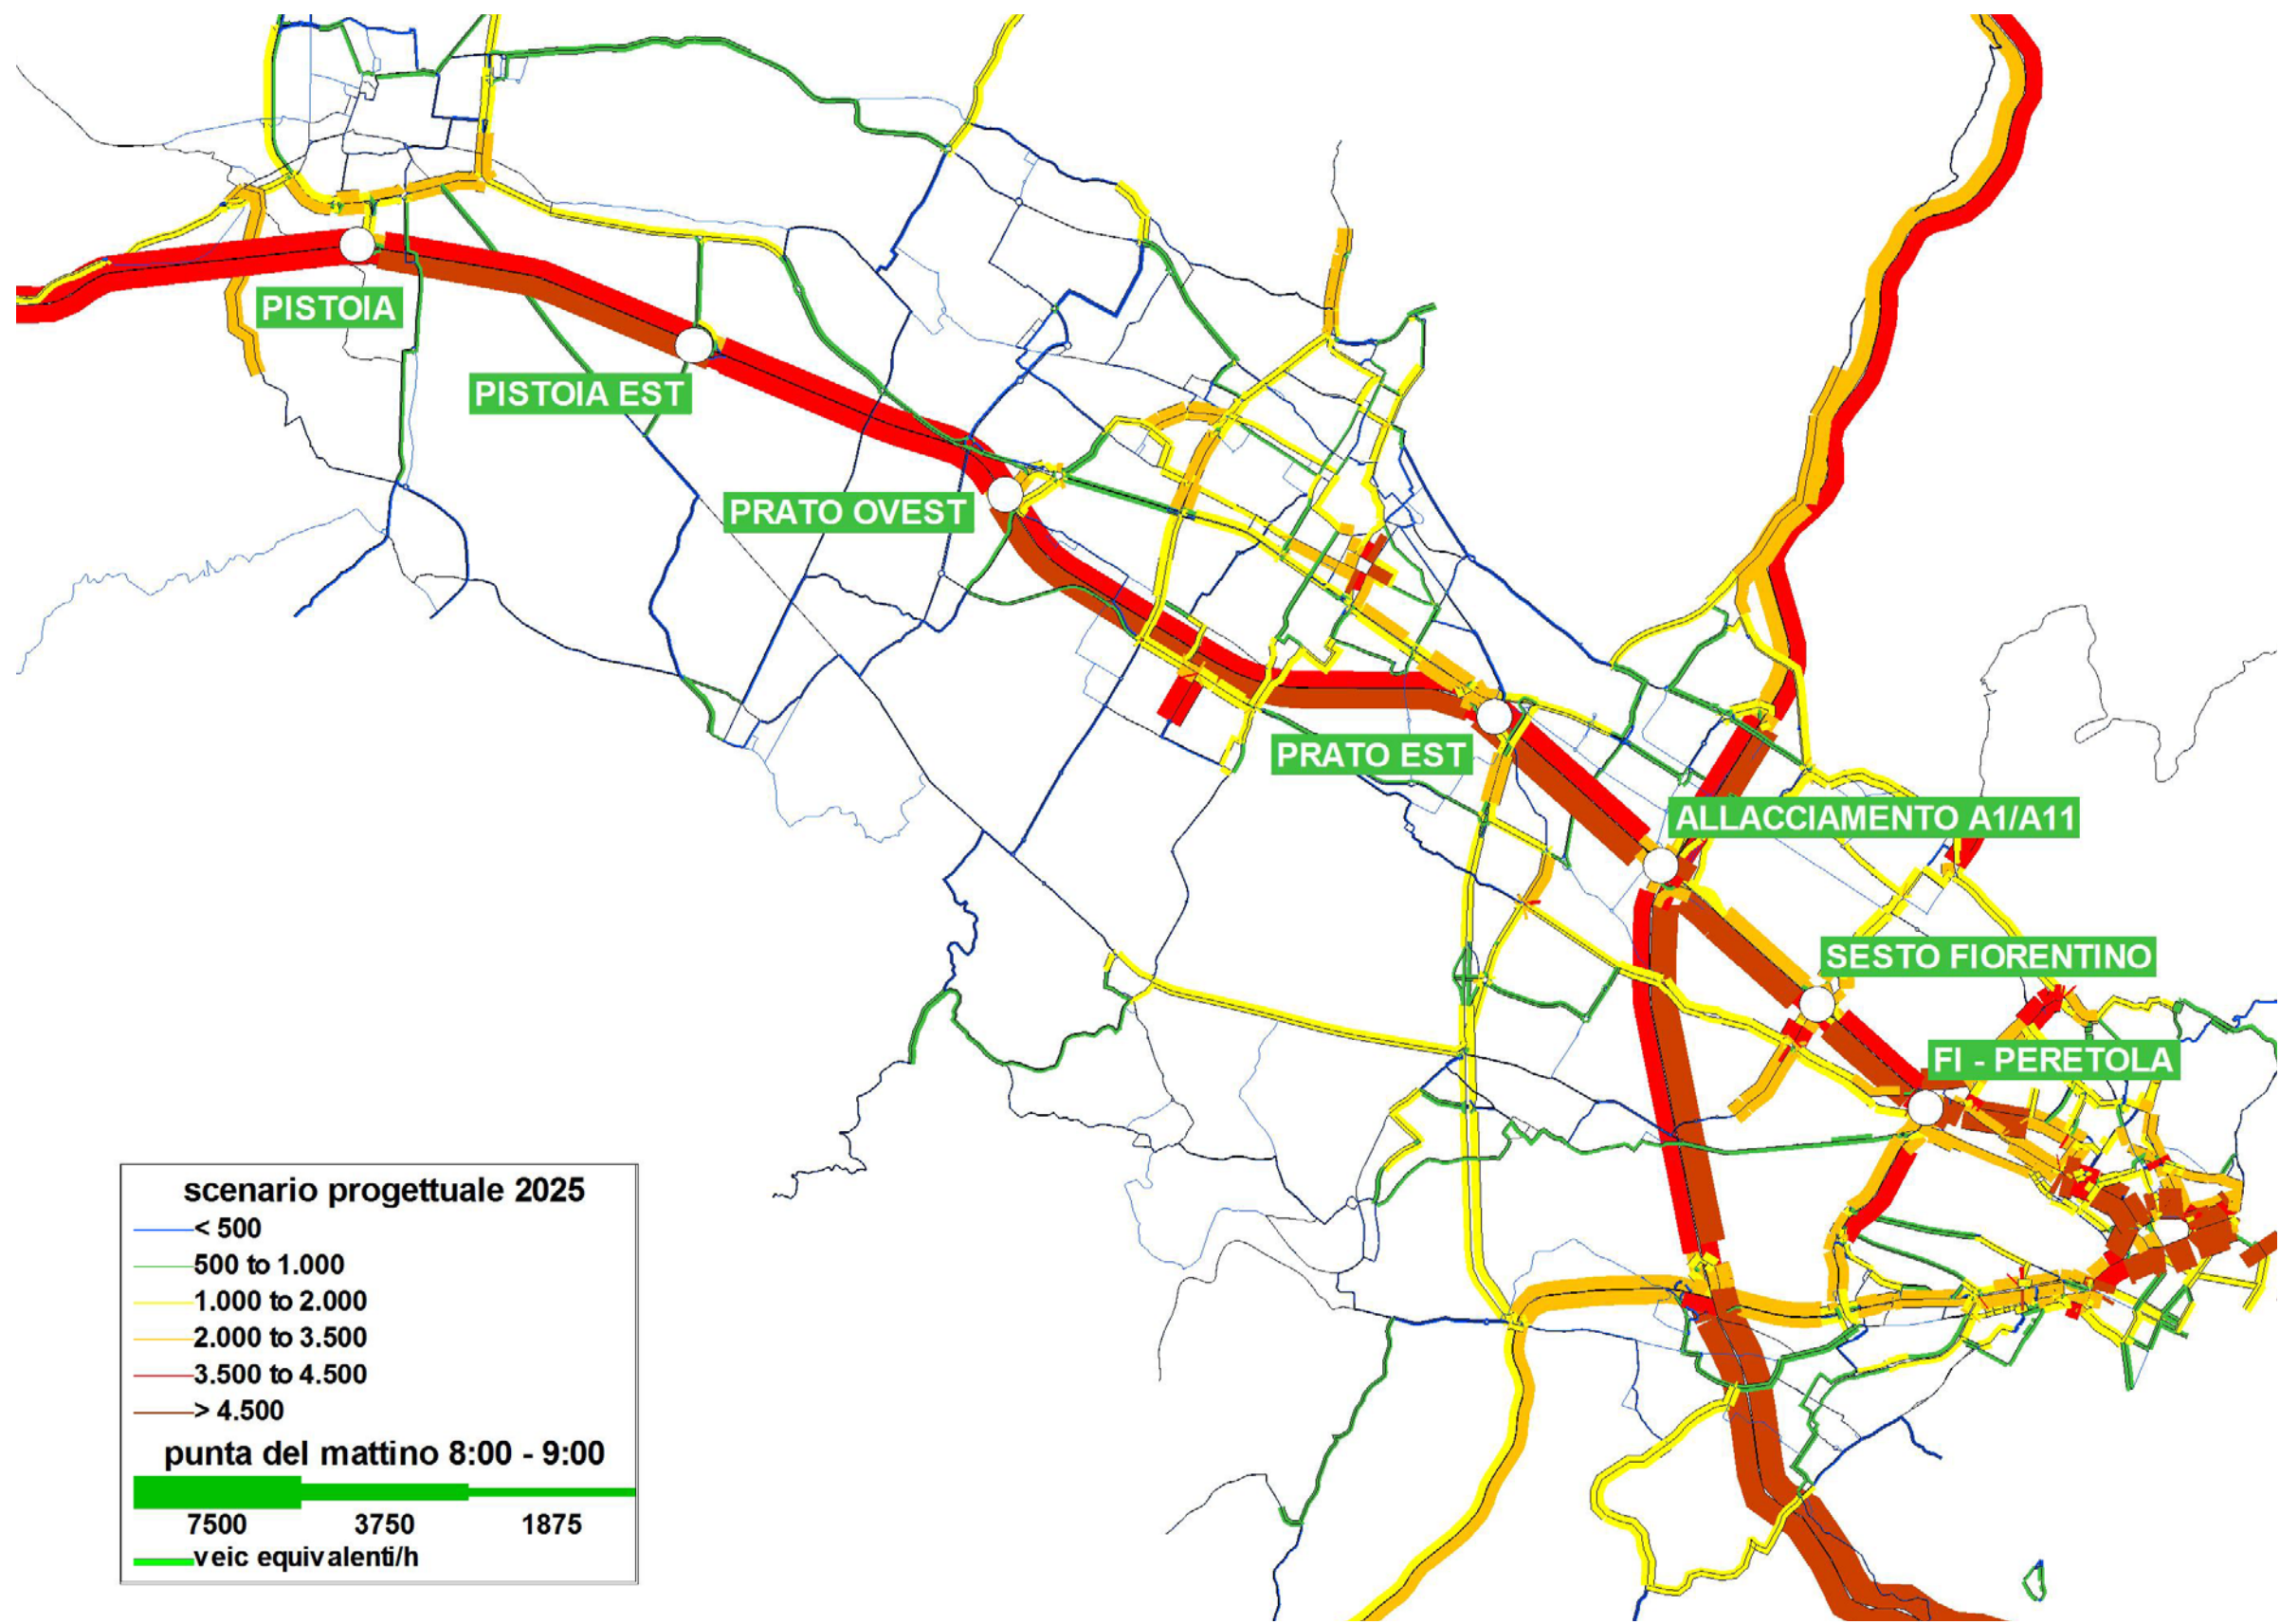 PISTOIA
PISTOIA EST
PRATO OVEST
PRATO EST
ALLACCIAMENTO A1/A11
SESTO FIORENTINO
FI - PERETOLA
scenario progettuale 2025
< 500
500 to 1.000
1.000 to 2.000
2.000 to 3.500
3.500 to 4.500
> 4.500
punta del mattino 8:00 - 9:00
7500 3750 1875
veic equivalenti/h